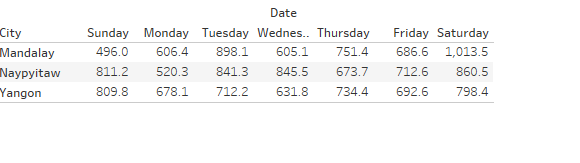 Date
City Sunday Monday Tuesday Wednes.. Thursday Friday Saturday
Mandalay 496.0 606.4 898.1 605.1 751.4 686.6 1,013.5
Naypyitaw 811.2 520.3 841.3 845.5 673.7 712.6 860.5
Yangon 809.8 678.1 712.2 631.8 734.4 692.6 798.4